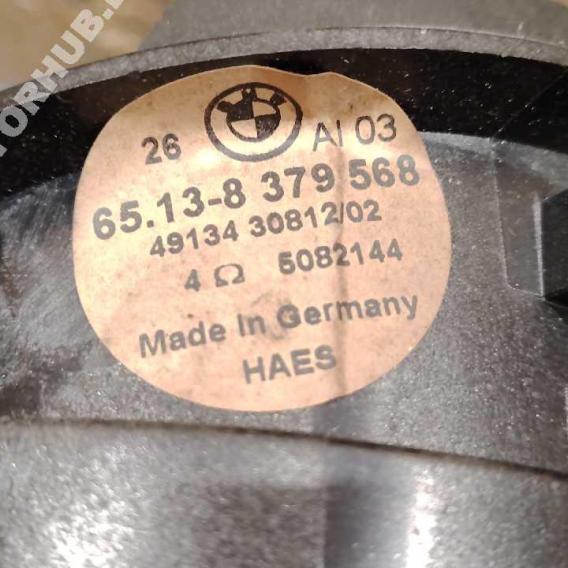 26 AI 03
65.13-8 379 568
49134 30812/02
4 Ω 5082144
Made In Germany
HAES